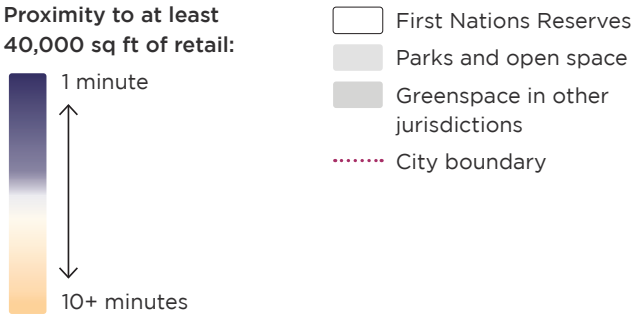 Proximity to at least
40,000 sq ft of retail:
1 minute
10+ minutes
First Nations Reserves
Parks and open space
Greenspace in other
jurisdictions
City boundary